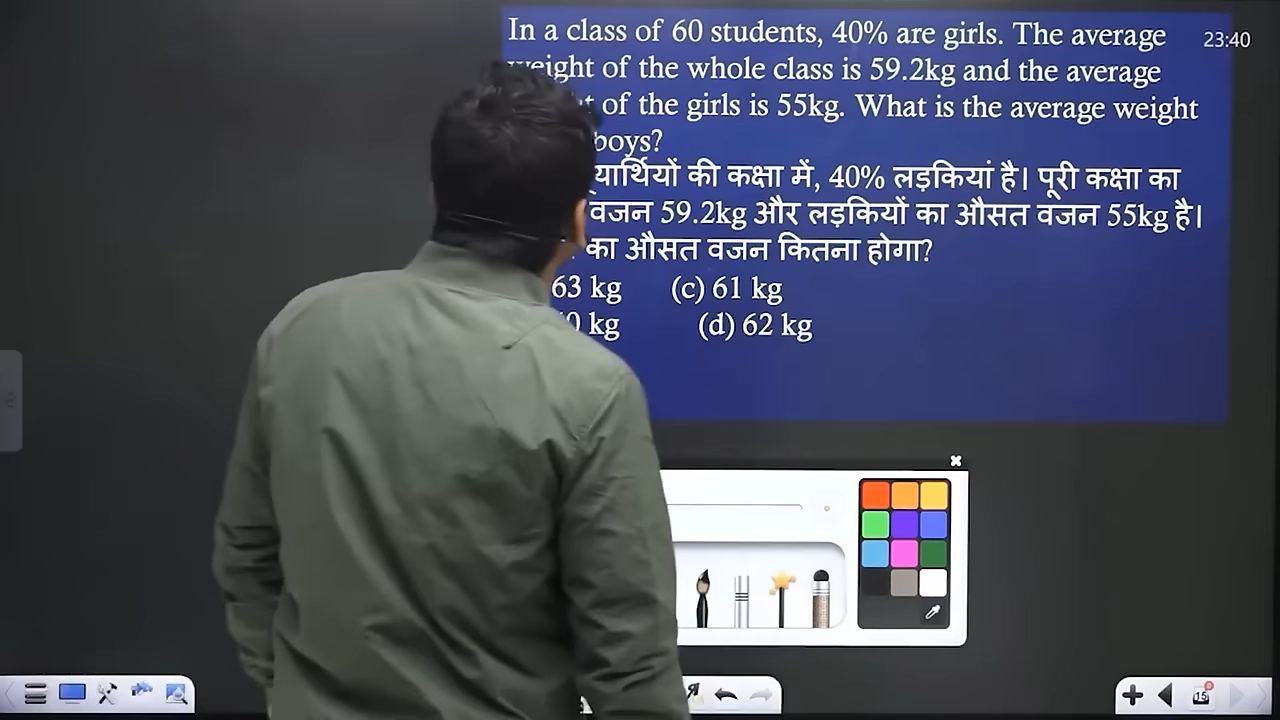 In a class of 60 students, 40% are girls. The average
23:40
weight of the whole class is 59.2kg and the average
of the girls is 55kg. What is the average weight
boys?
की कक्षा में, 40% लड़कियां है। पूरी कक्षा का
वजन 59.2kg और लड़कियों का औसत वजन 55kg है।
का औसत वजन कितना होगा?
63 kg (c) 61 kg
kg (d) 62 kg
15